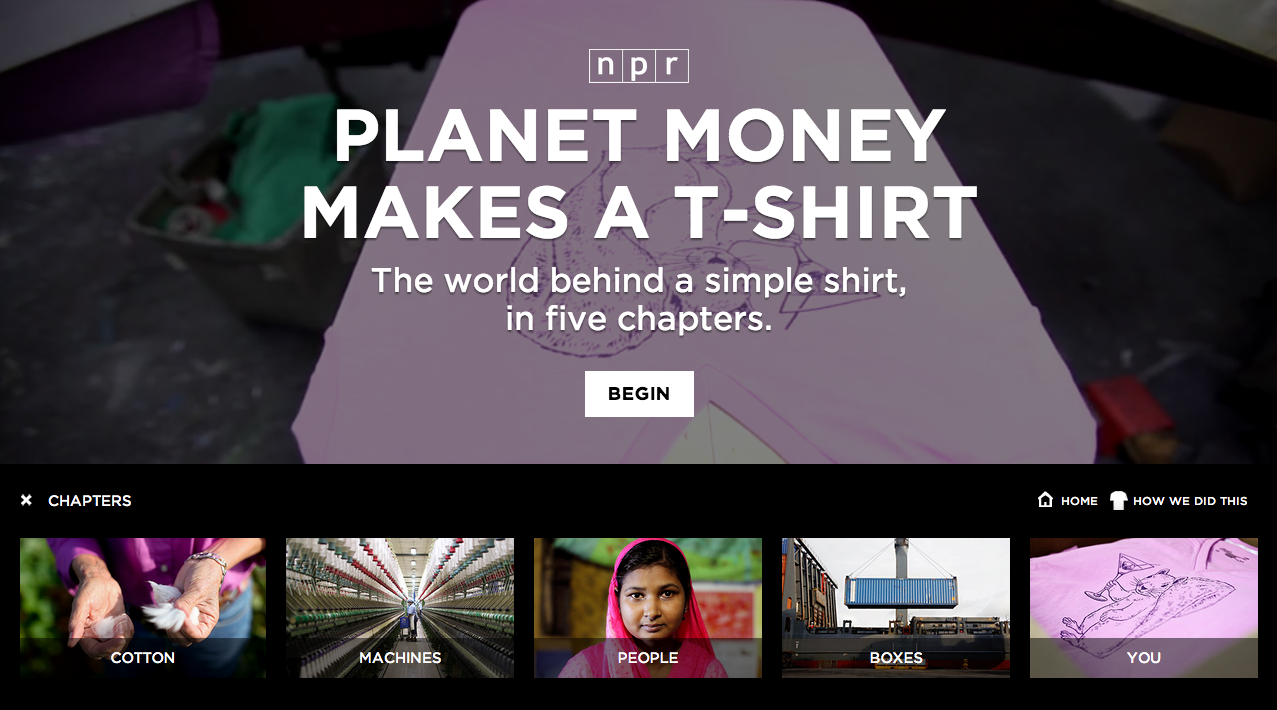 npr
PLANET MONEY
MAKES A T-SHIRT
The world behind a simple shirt,
in five chapters.
BEGIN
CHAPTERS
HOME
HOW WE DID THIS
COTTON
MACHINES
PEOPLE
BOXES
YOU